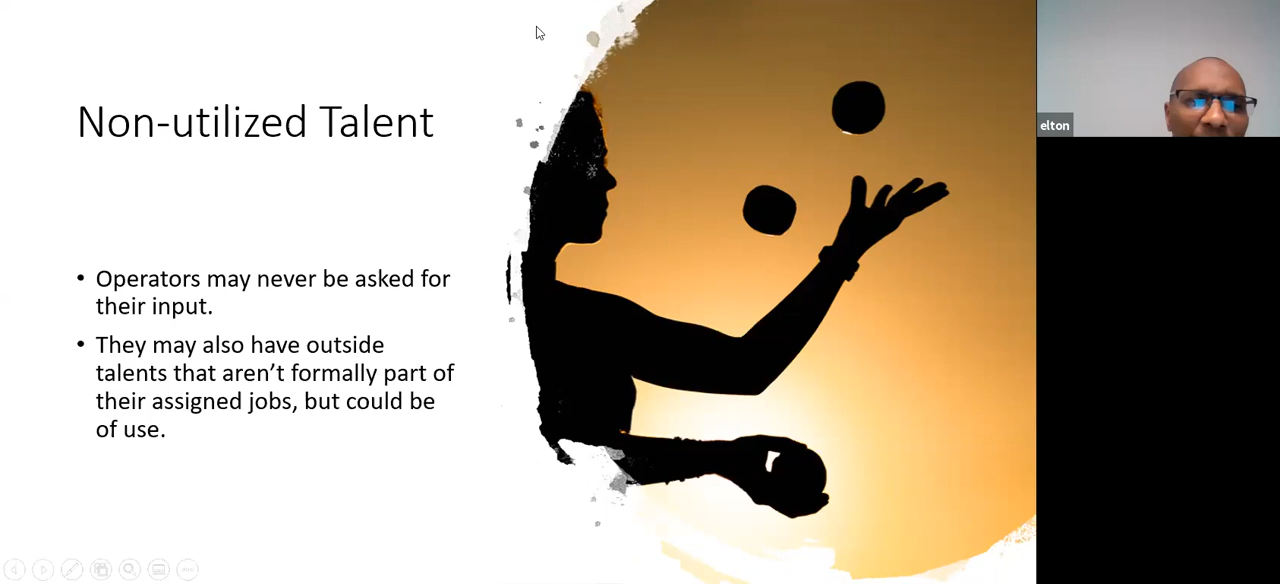 Non-utilized Talent
• Operators may never be asked for
their input.
• They may also have outside
talents that aren’t formally part of
their assigned jobs, but could be
of use.
elton